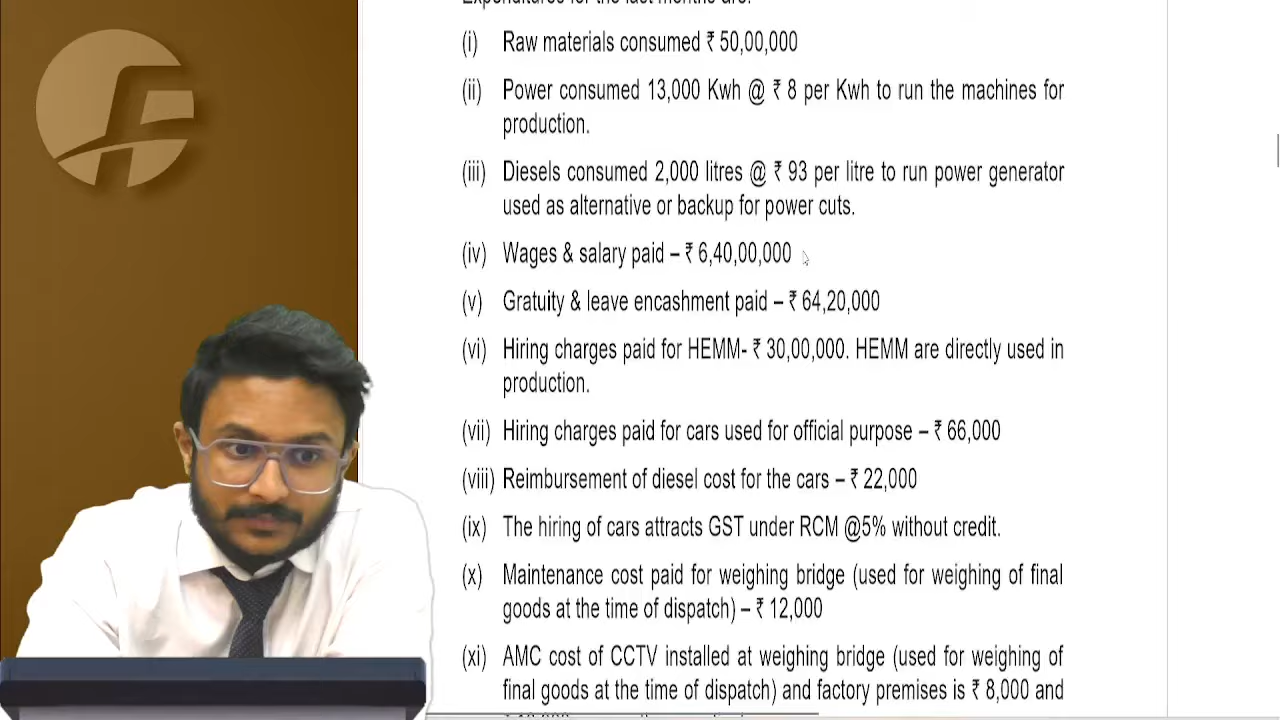 Expenditures for the last months are:
(i) Raw materials consumed ₹ 50,00,000
(ii) Power consumed 13,000 Kwh @ ₹ 8 per Kwh to run the machines for
production.
(iii) Diesels consumed 2,000 litres @ ₹ 93 per litre to run power generator
used as alternative or backup for power cuts.
(iv) Wages & salary paid – ₹ 6,40,00,000
(v) Gratuity & leave encashment paid – ₹ 64,20,000
(vi) Hiring charges paid for HEMM- ₹ 30,00,000. HEMM are directly used in
production.
(vii) Hiring charges paid for cars used for official purpose – ₹ 66,000
(viii) Reimbursement of diesel cost for the cars – ₹ 22,000
(ix) The hiring of cars attracts GST under RCM @5% without credit.
(x) Maintenance cost paid for weighing bridge (used for weighing of final
goods at the time of dispatch) – ₹ 12,000
(xi) AMC cost of CCTV installed at weighing bridge (used for weighing of
final goods at the time of dispatch) and factory premises is ₹ 8,000 and